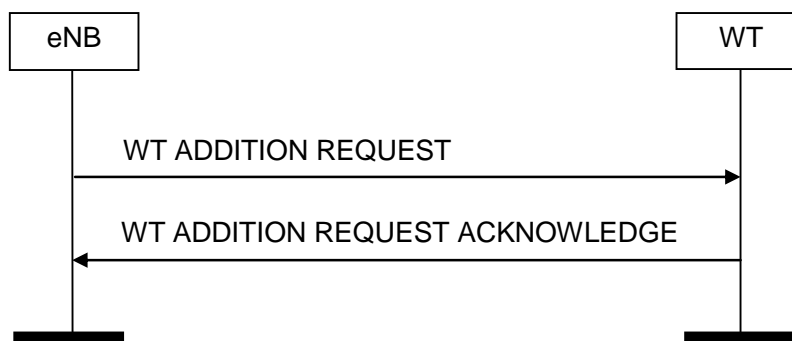 eNB
WT
WT ADDITION REQUEST
WT ADDITION REQUEST ACKNOWLEDGE